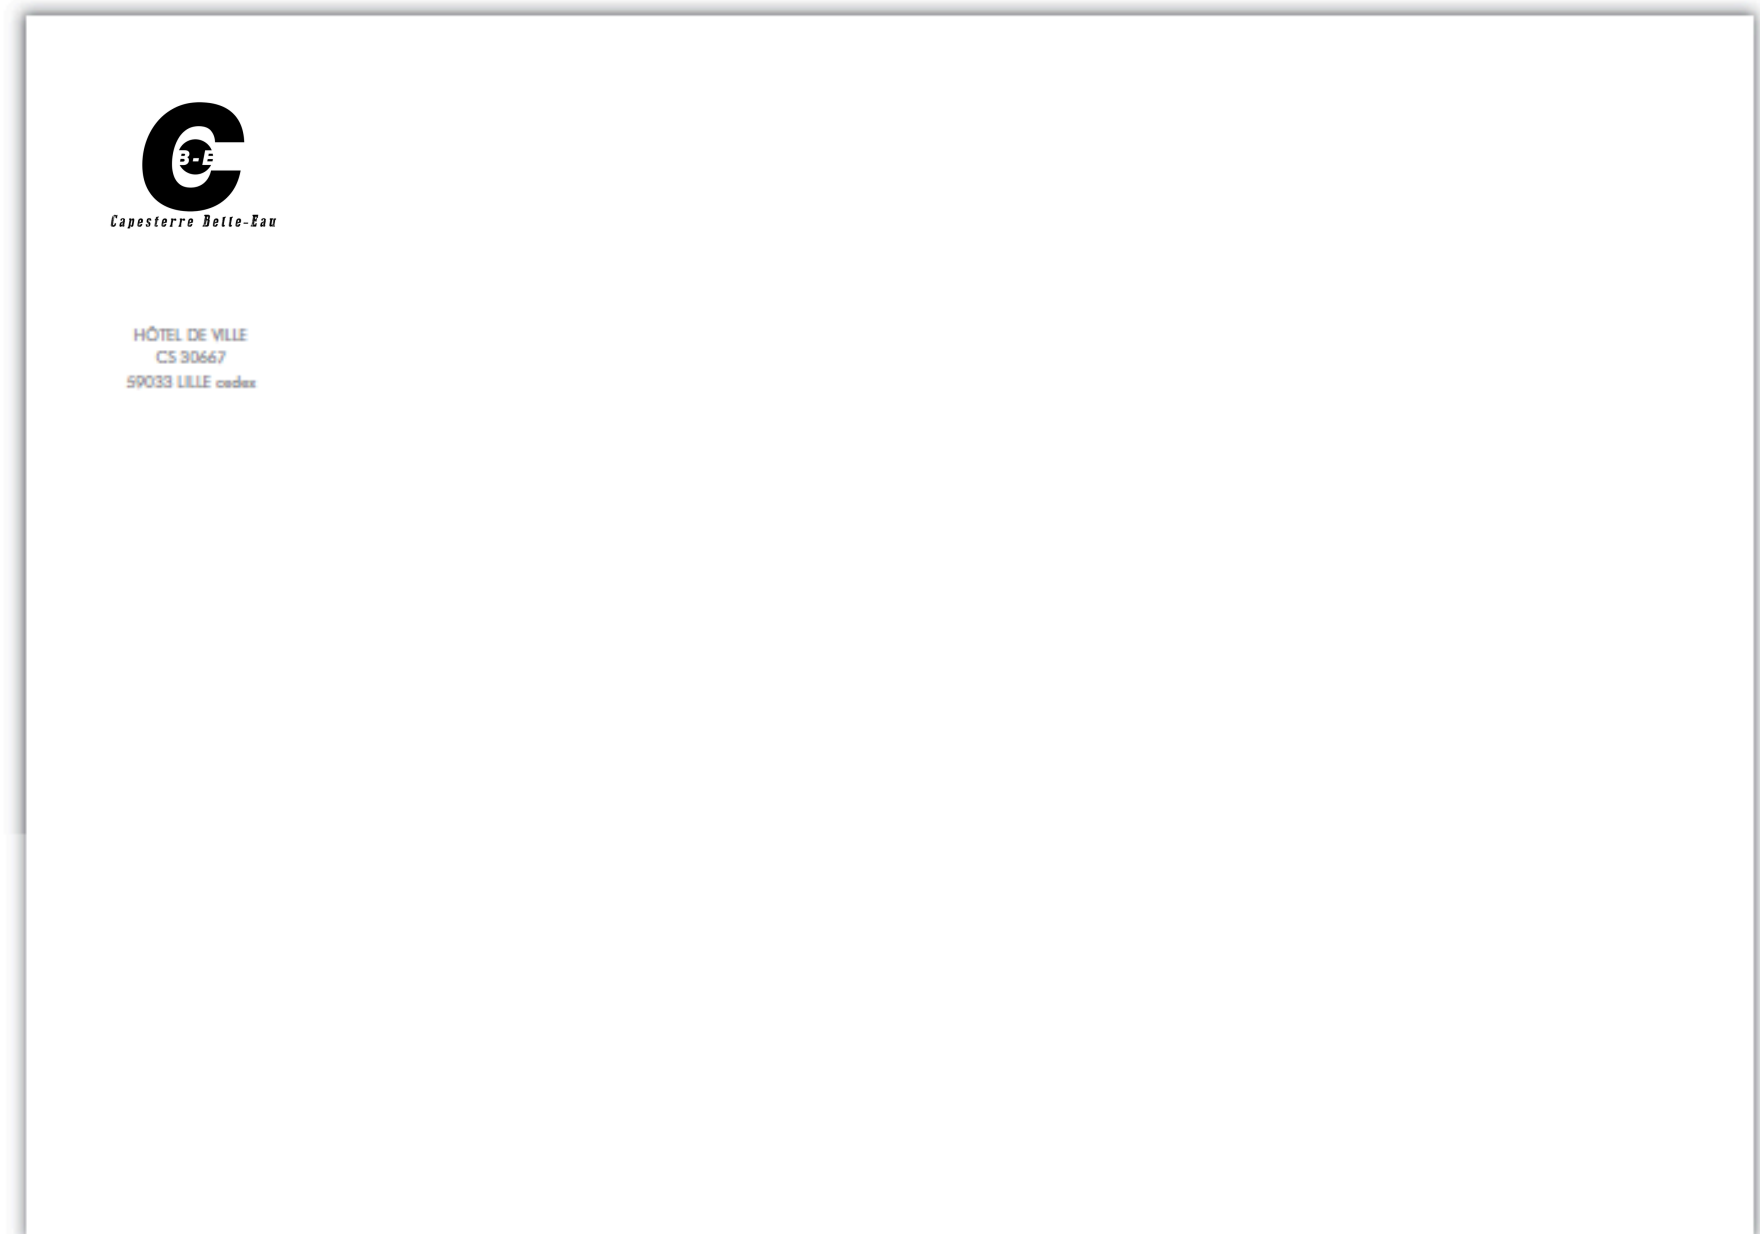 B-E
Capesterre Belle-Eau
HÔTEL DE VILLE
CS 30667
59033 LILLE cedex